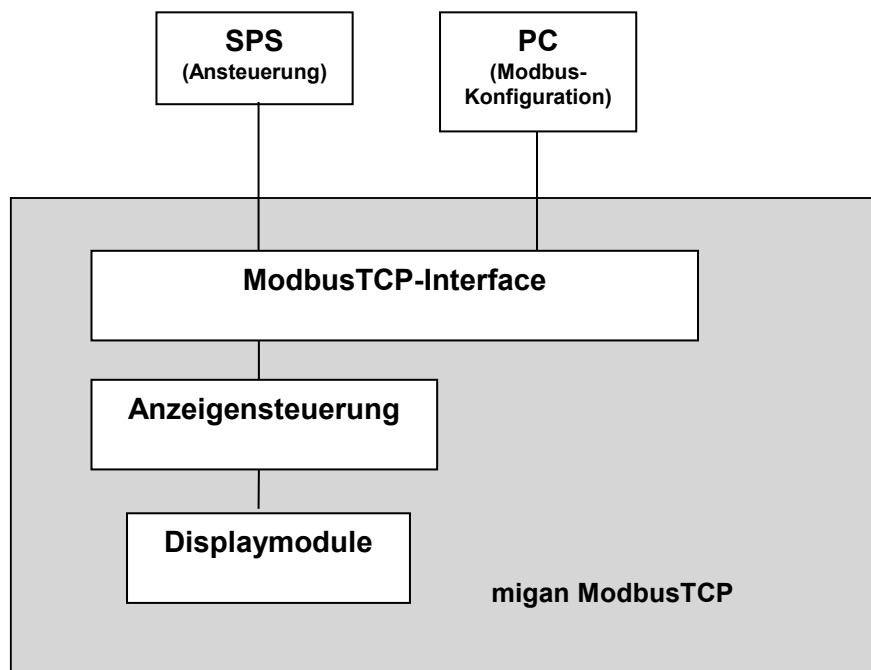 SPS
(Ansteuerung)
PC
(Modbus-
Konfiguration)
ModbusTCP-Interface
Anzeigensteuerung
Displaymodule
migan ModbusTCP